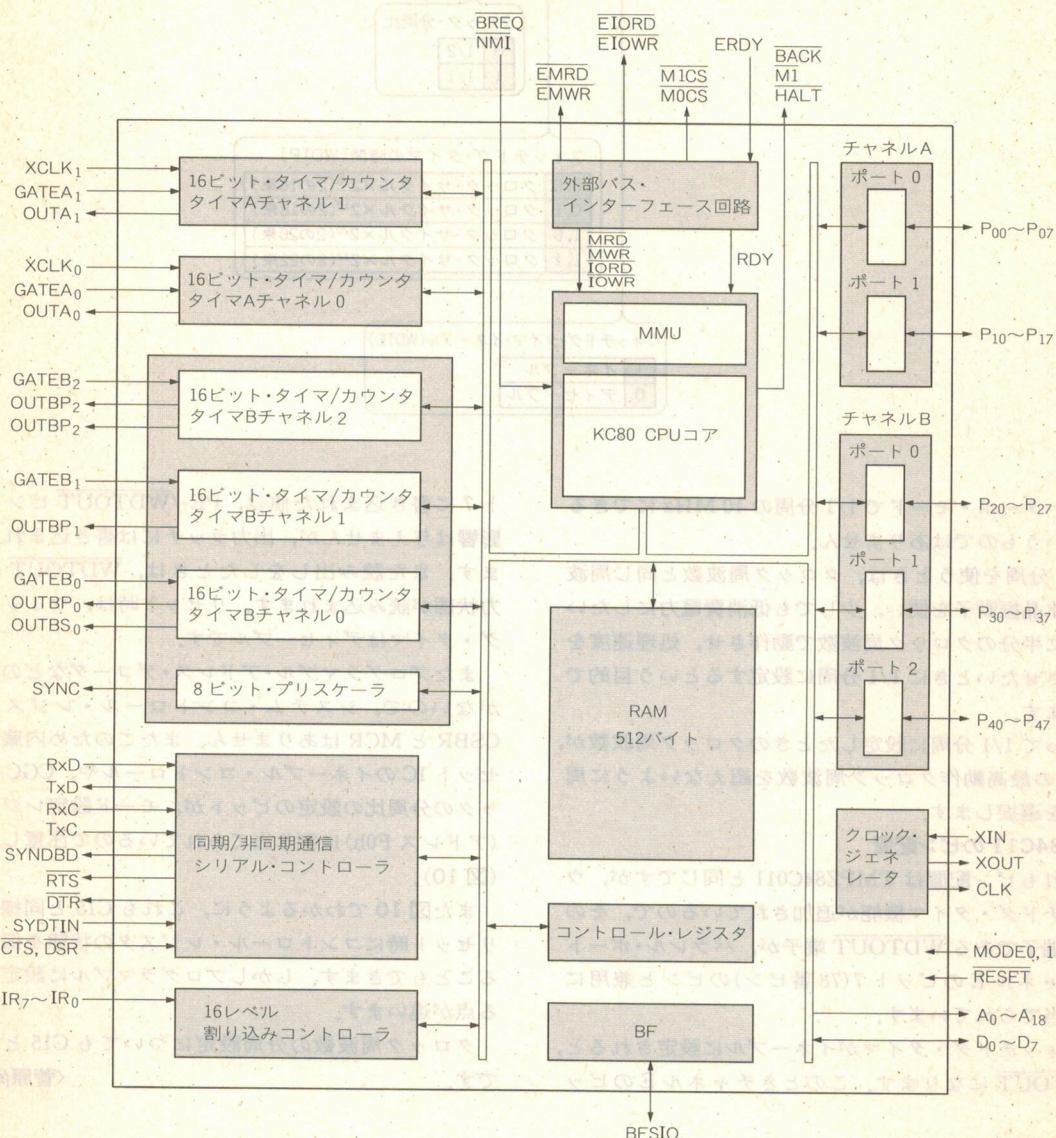 BREQ
NMI
EIORD
EIOWR
ERDY
BACK
M1
HALT
EMRD
EMWR
M1CS
M0CS
XCLK1
GATEA1
OUTA1
16ビット・タイマ/カウンタ
タイマAチャネル1
外部バス・
インターフェース回路
チャネルA
ポート0
P00〜P07
MRD
MWR
IORD
IOWR
RDY
XCLK0
GATEA0
OUTA0
16ビット・タイマ/カウンタ
タイマAチャネル0
ポート1
P10〜P17
MMU
KC80 CPUコア
GATEB2
OUTBP2
OUTBP2
16ビット・タイマ/カウンタ
タイマBチャネル2
チャネルB
ポート0
P20〜P27
GATEB1
OUTBP1
16ビット・タイマ/カウンタ
タイマBチャネル1
ポート1
P30〜P37
GATEB0
OUTBP0
OUTBS0
16ビット・タイマ/カウンタ
タイマBチャネル0
ポート2
P40〜P47
SYNC
8ビット・プリスケーラ
RAM
512バイト
RxD
TxD
RxC
TxC
SYNDBD
RTS
DTR
SYDTIN
CTS, DSR
同期/非同期通信
シリアル・コントローラ
クロック・
ジェネ
レータ
XIN
XOUT
CLK
コントロール・レジスタ
MODE0, 1
RESET
IR7〜IR0
16レベル
割り込みコントローラ
BF
A0〜A18
D0〜D7
BFSIO